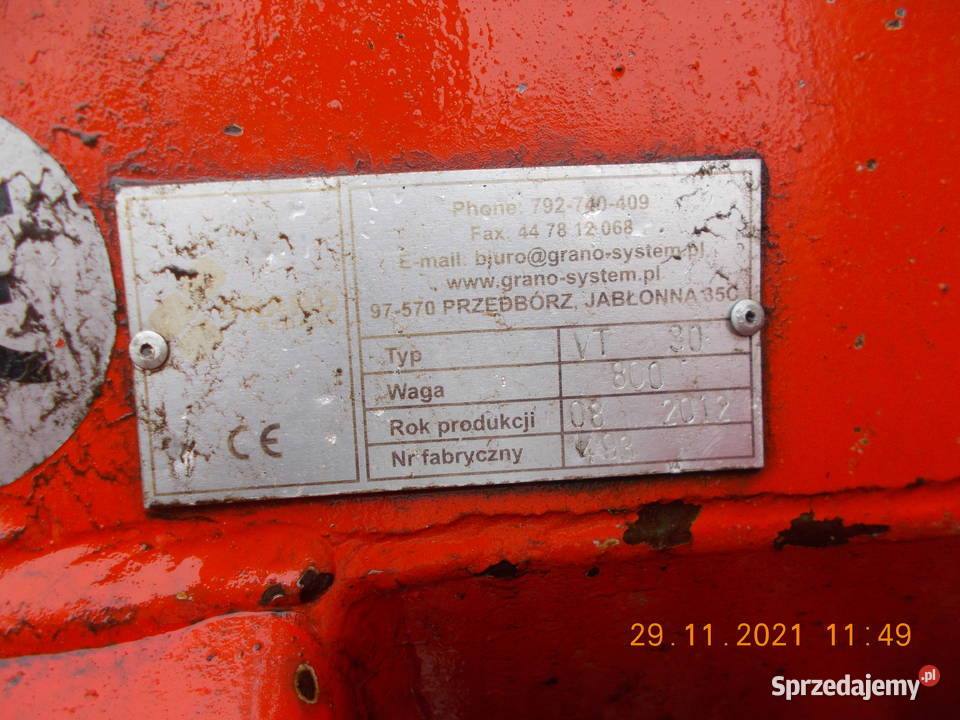 Phone: 792-740-409
Fax 44 78 12 068
E-mail: biuro@grano-system.pl
www.grano-system.pl
97-570 PRZEDBÓRZ, JABŁONNA 35C
Typ VT 30
Waga 800
Rok produkcji 08 2012
Nr fabryczny 493
CE
29.11.2021 11:49
Sprzedajemy.pl